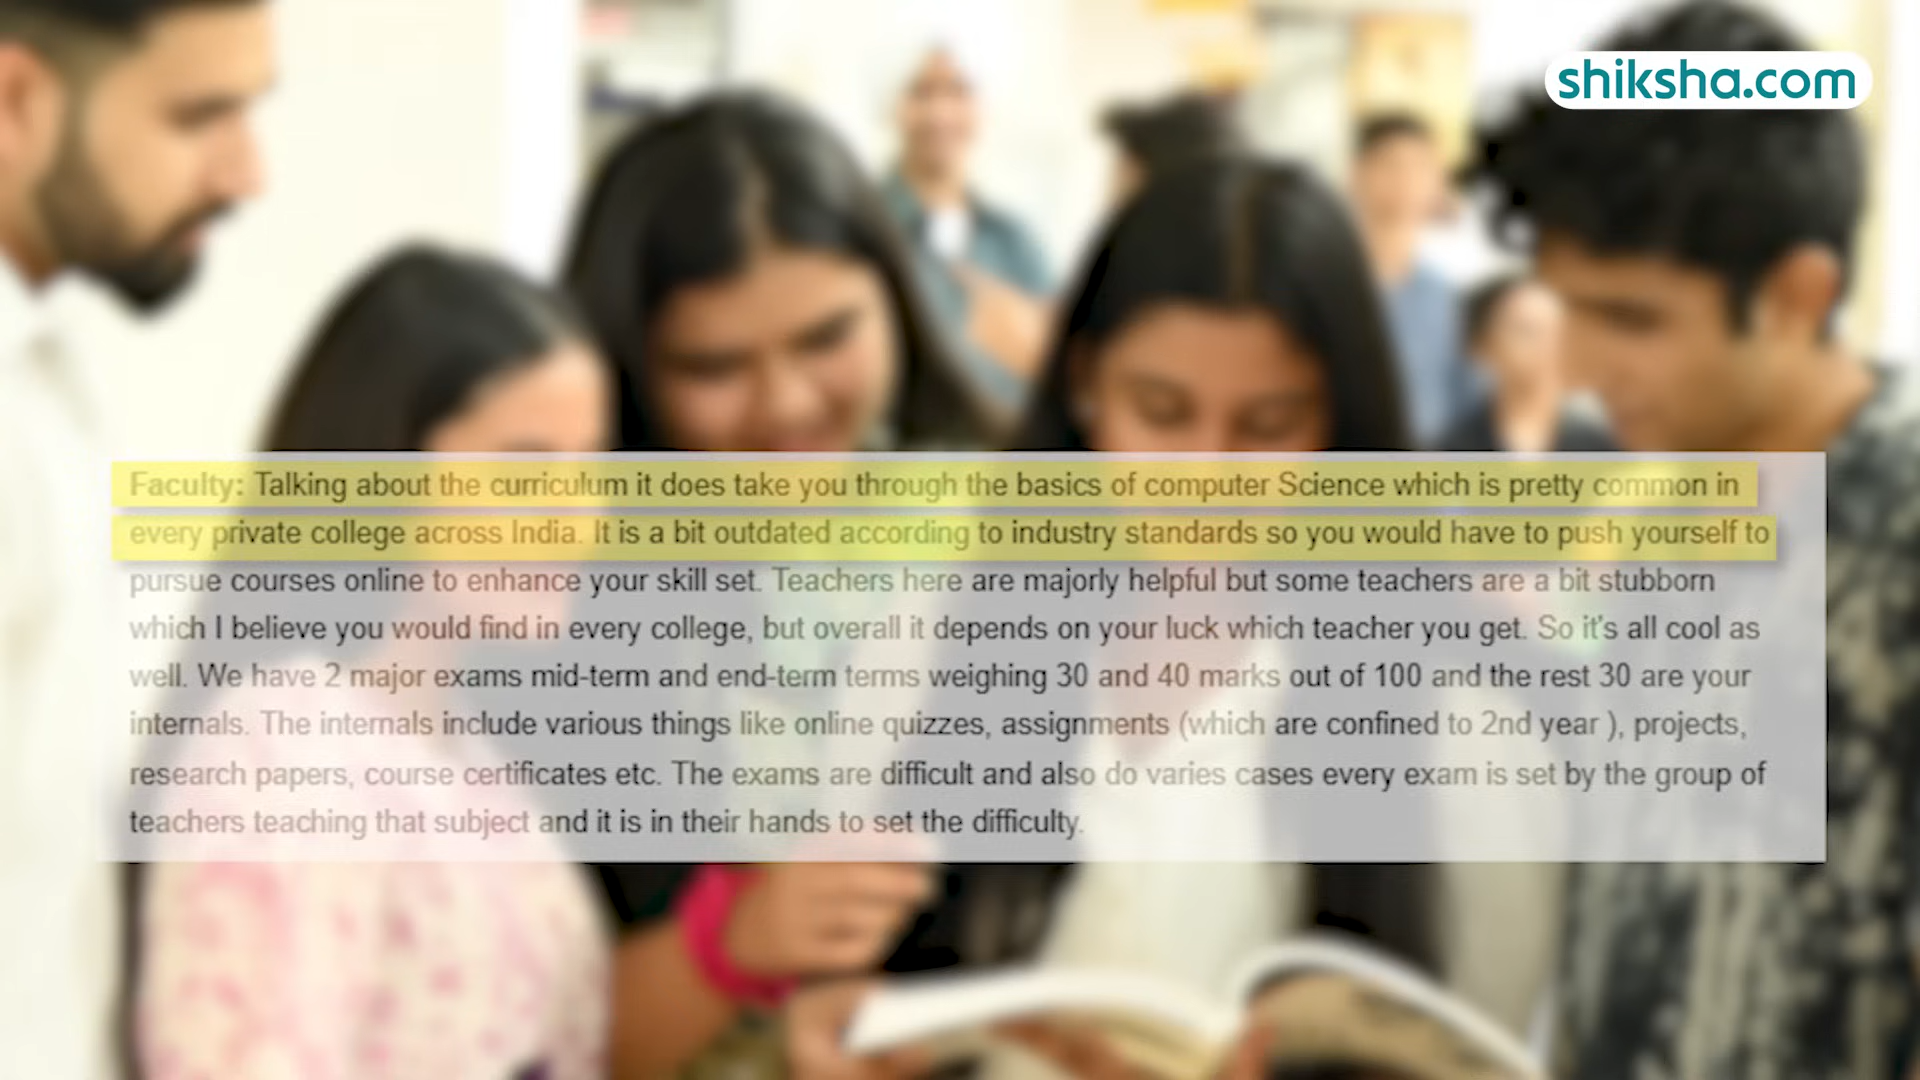 shiksha.com
Faculty: Talking about the curriculum it does take you through the basics of computer Science which is pretty common in
every private college across India. It is a bit outdated according to industry standards so you would have to push yourself to
pursue courses online to enhance your skill set. Teachers here are majorly helpful but some teachers are a bit stubborn
which I believe you would find in every college, but overall it depends on your luck which teacher you get. So it's all cool as
well. We have 2 major exams mid-term and end-term terms weighing 30 and 40 marks out of 100 and the rest 30 are your
internals. The internals include various things like online quizzes, assignments (which are confined to 2nd year ), projects,
research papers, course certificates etc. The exams are difficult and also do varies cases every exam is set by the group of
teachers teaching that subject and it is in their hands to set the difficulty.